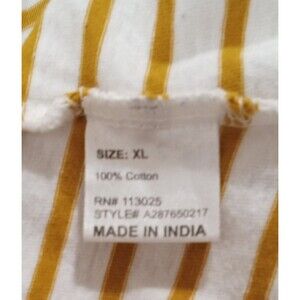 SIZE: XL
100% Cotton
RN# 113025
STYLE# A287650217
MADE IN INDIA